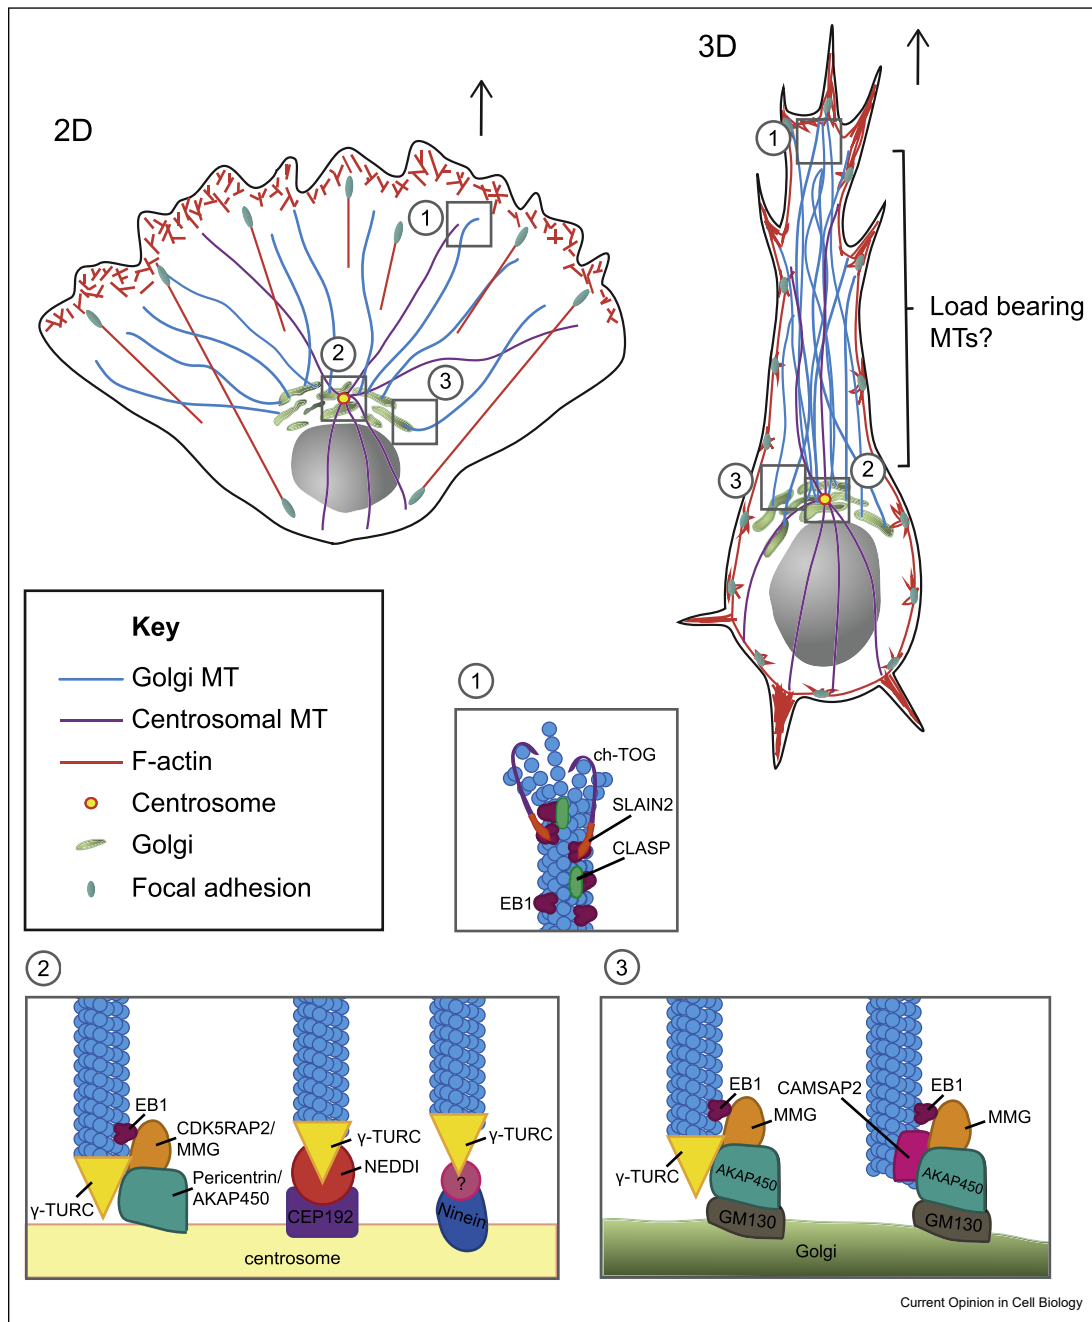 2D
3D
1
2
3
1
2
3
Load bearing
MTs?
Key
Golgi MT
Centrosomal MT
F-actin
Centrosome
Golgi
Focal adhesion
1
ch-TOG
SLAIN2
CLASP
EB1
2
EB1
CDK5RAP2/
MMG
Pericentrin/
AKAP450
γ-TURC
γ-TURC
NEDDI
CEP192
γ-TURC
?
Ninein
centrosome
3
EB1
MMG
γ-TURC
AKAP450
GM130
CAMSAP2
EB1
MMG
AKAP450
GM130
Golgi
Current Opinion in Cell Biology